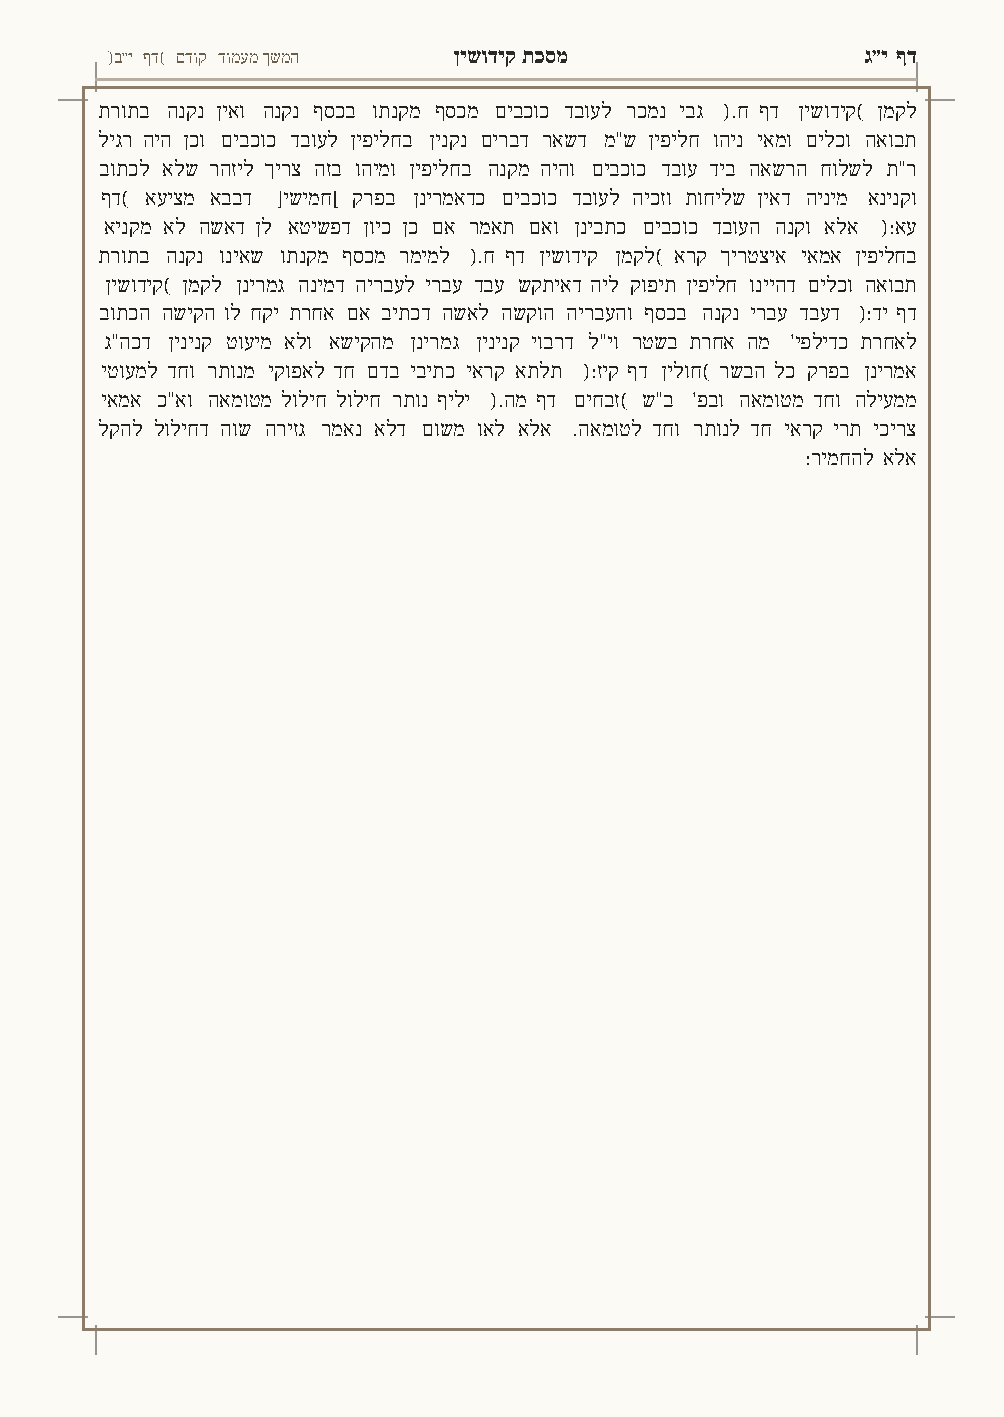 דף י״ג
מסכת קידושין
המשך מעמוד קודם (דף י״ב)
לקמן (קידושין דף ח.) גבי נמכר לעובד כוכבים מכסף מקנתו בכסף נקנה ואין נקנה בתורת
תבואה וכלים ומאי ניהו חליפין ש"מ דשאר דברים נקנין בחליפין לעובד כוכבים וכן היה רגיל
ר"ת לשלוח הרשאה ביד עובד כוכבים והיה מקנה בחליפין ומיהו בזה צריך ליזהר שלא לכתוב
וקנינא מיניה דאין שליחות וזכיה לעובד כוכבים כדאמרינן בפרק [חמישי] דבבא מציעא (דף
עא:) אלא וקנה העובד כוכבים כתבינן ואם תאמר אם כן כיון דפשיטא לן דאשה לא מקניא
בחליפין אמאי איצטריך קרא (לקמן קידושין דף ח.) למימר מכסף מקנתו שאינו נקנה בתורת
תבואה וכלים דהיינו חליפין תיפוק ליה דאיתקש עבד עברי לעבריה דמינה גמרינן לקמן (קידושין
דף יד:) דעבד עברי נקנה בכסף והעבריה הוקשה לאשה דכתיב אם אחרת יקח לו הקישה הכתוב
לאחרת כדילפי' מה אחרת בשטר וי"ל דרבוי קנינין גמרינן מהקישא ולא מיעוט קנינין דכה"ג
אמרינן בפרק כל הבשר (חולין דף קיז:) תלתא קראי כתיבי בדם חד לאפוקי מנותר וחד למעוטי
ממעילה וחד מטומאה ובפ' ב"ש (זבחים דף מה.) יליף נותר חילול חילול מטומאה וא"כ אמאי
צריכי תרי קראי חד לנותר וחד לטומאה. אלא לאו משום דלא נאמר גזירה שוה דחילול להקל
אלא להחמיר: